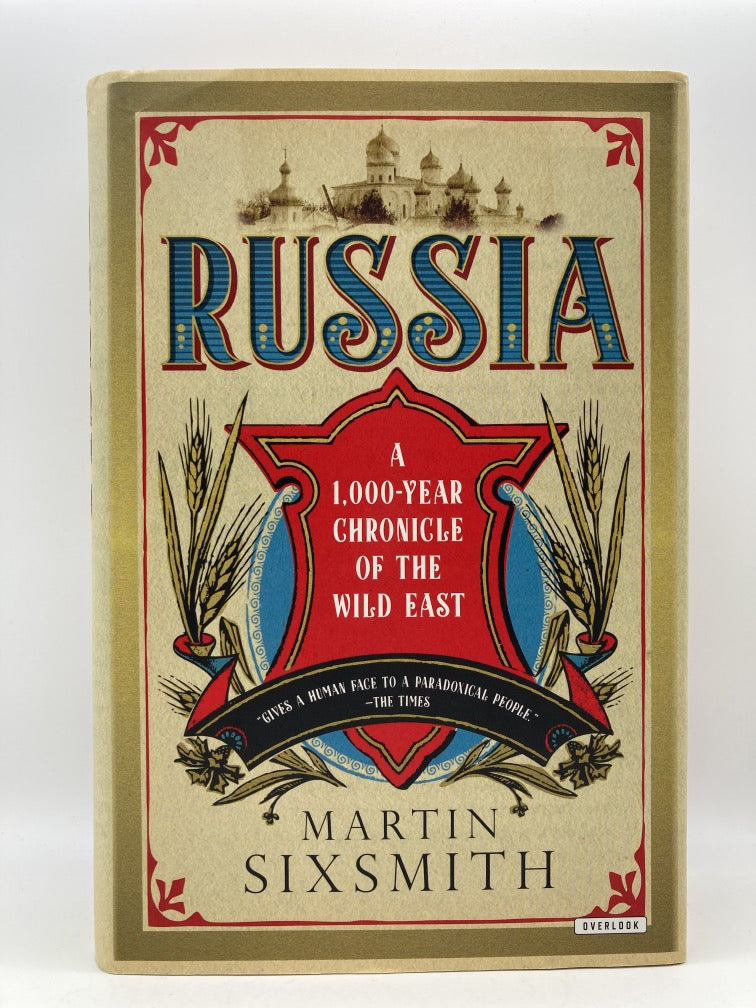 RUSSIA
A
1,000-YEAR
CHRONICLE
OF THE
WILD EAST
"GIVES A HUMAN FACE TO A PARADOXICAL PEOPLE."
—THE TIMES
MARTIN
SIXSMITH
OVERLOOK